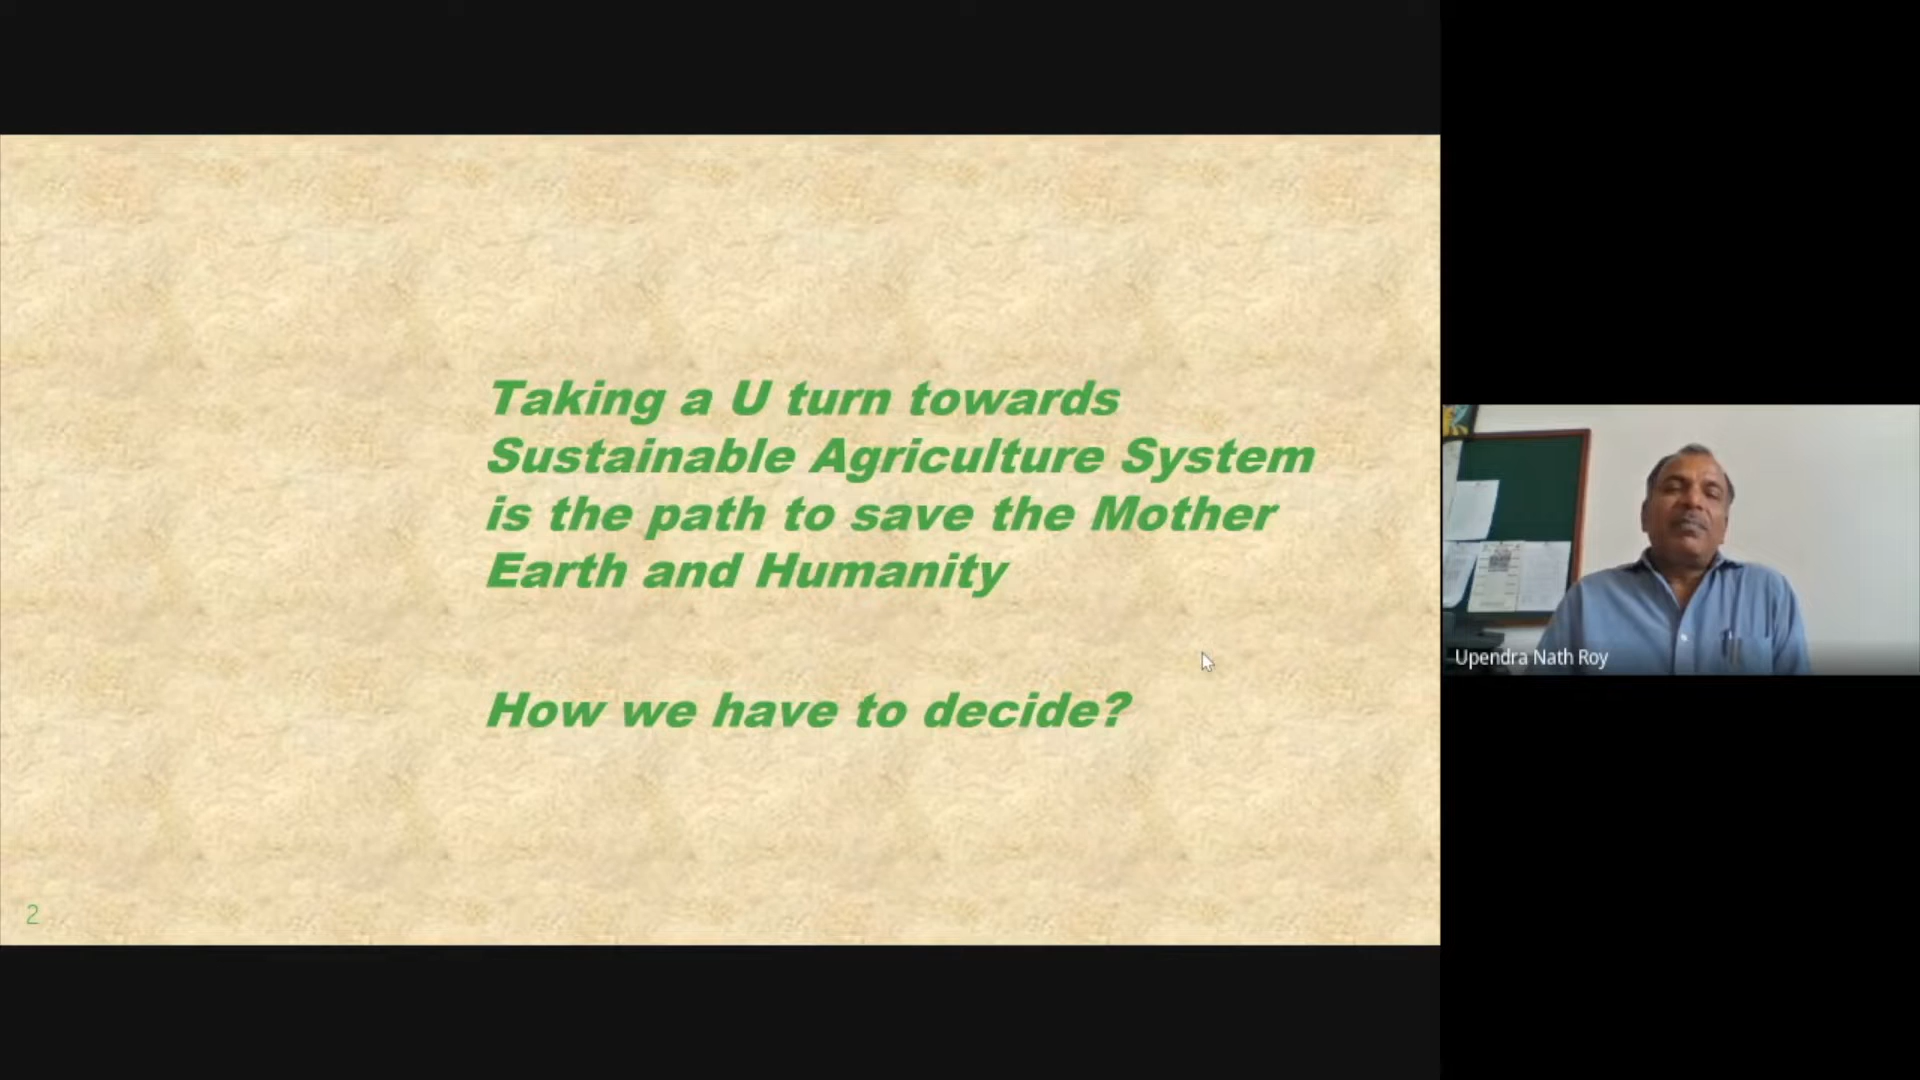 Taking a U turn towards
Sustainable Agriculture System
is the path to save the Mother
Earth and Humanity
How we have to decide?
2
Upendra Nath Roy